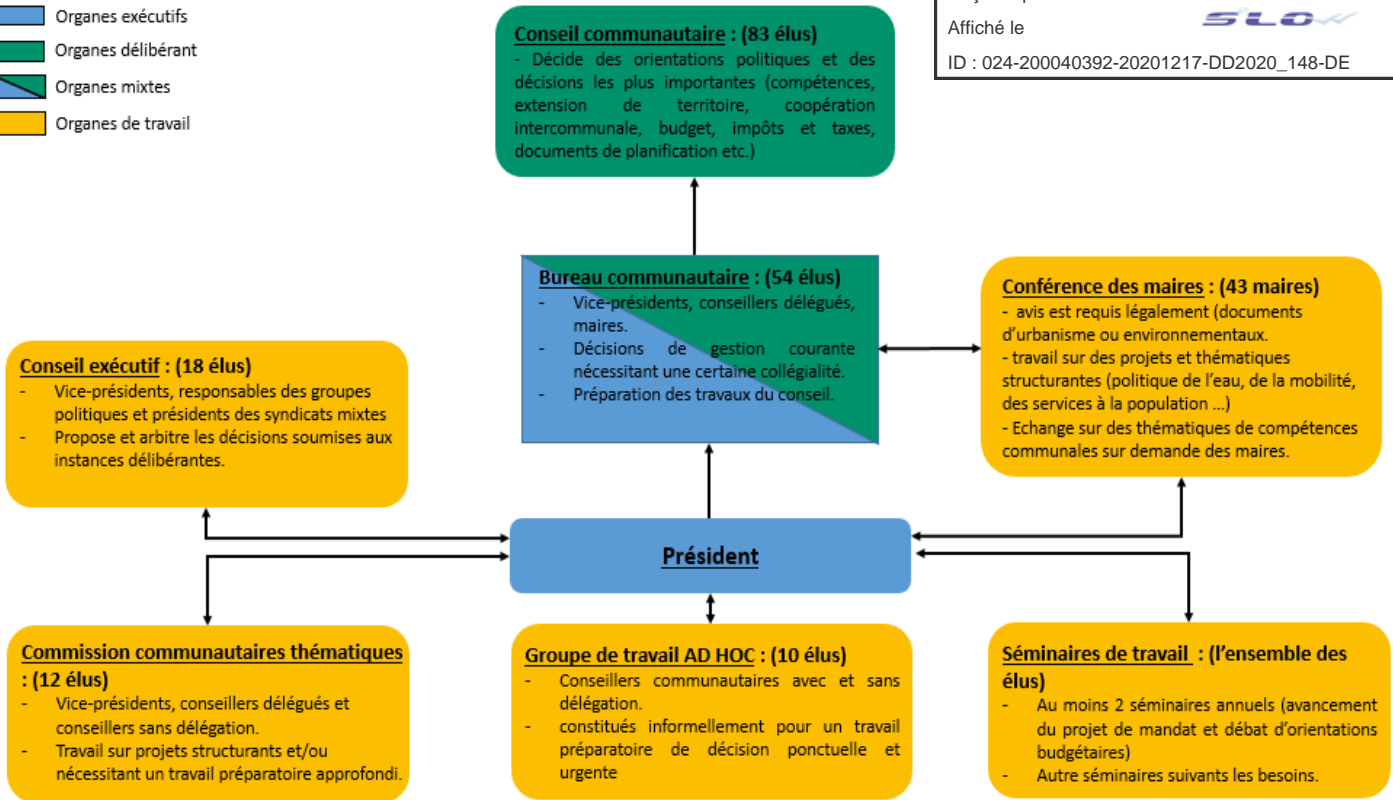 Organes exécutifs
Organes délibérant
Organes mixtes
Organes de travail
Affiché le
S²LOW
ID : 024-200040392-20201217-DD2020_148-DE
Conseil communautaire : (83 élus)
- Décide des orientations politiques et des
décisions les plus importantes (compétences,
extension de territoire, coopération
intercommunale, budget, impôts et taxes,
documents de planification etc.)
Bureau communautaire : (54 élus)
- Vice-présidents, conseillers délégués,
maires.
- Décisions de gestion courante
nécessitant une certaine collégialité.
- Préparation des travaux du conseil.
Conférence des maires : (43 maires)
- avis est requis légalement (documents
d'urbanisme ou environnementaux.
- travail sur des projets et thématiques
structurantes (politique de l'eau, de la mobilité,
des services à la population ...)
- Echange sur des thématiques de compétences
communales sur demande des maires.
Conseil exécutif : (18 élus)
- Vice-présidents, responsables des groupes
politiques et présidents des syndicats mixtes
- Propose et arbitre les décisions soumises aux
instances délibérantes.
Président
Commission communautaires thématiques
: (12 élus)
- Vice-présidents, conseillers délégués et
conseillers sans délégation.
- Travail sur projets structurants et/ou
nécessitant un travail préparatoire approfondi.
Groupe de travail AD HOC : (10 élus)
- Conseillers communautaires avec et sans
délégation.
- constitués informellement pour un travail
préparatoire de décision ponctuelle et
urgente
Séminaires de travail : (l'ensemble des
élus)
- Au moins 2 séminaires annuels (avancement
du projet de mandat et débat d'orientations
budgétaires)
- Autre séminaires suivants les besoins.